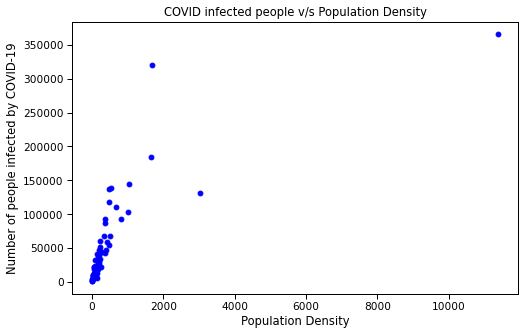 COVID infected people v/s Population Density
Number of people infected by COVID-19
350000
300000
250000
200000
150000
100000
50000
0
0 2000 4000 6000 8000 10000
Population Density